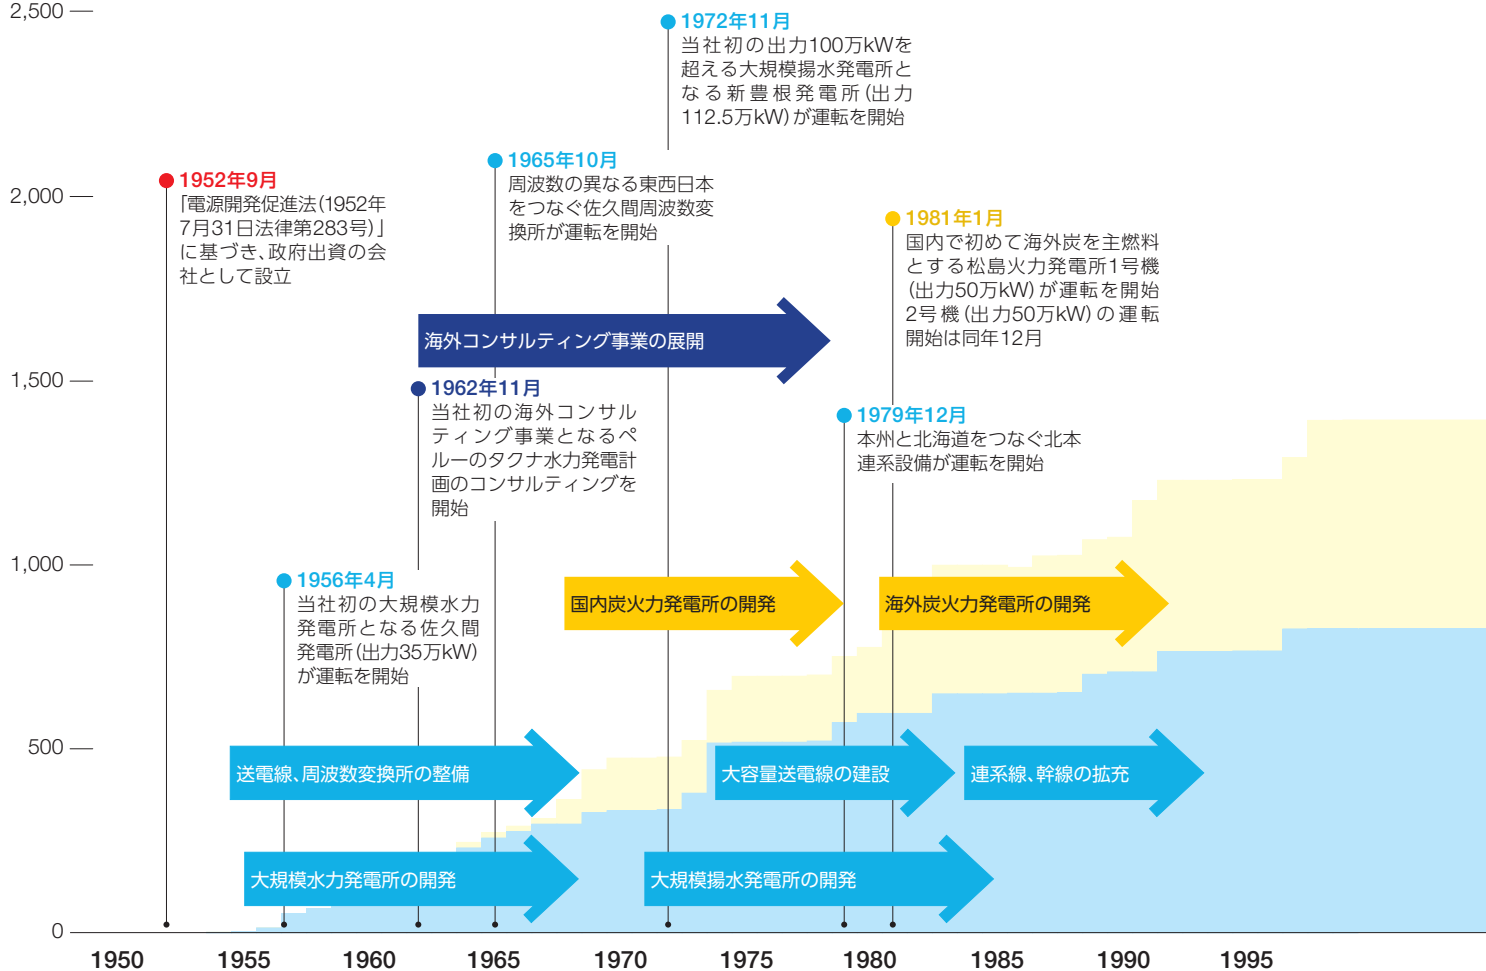 2,500
2,000
1,500
1,000
500
0
1972年11月
当社初の出力100万kWを
超える大規模揚水発電所と
なる新豊根発電所(出力
112.5万kW)が運転を開始
1965年10月
周波数の異なる東西日本
をつなぐ佐久間周波数変
換所が運転を開始
1952年9月
「電源開発促進法(1952年
7月31日法律第283号)」
に基づき、政府出資の会
社として設立
1981年1月
国内で初めて海外炭を主燃料
とする松島火力発電所1号機
(出力50万kW)が運転を開始
2号機(出力50万kW)の運転
開始は同年12月
海外コンサルティング事業の展開
1962年11月
当社初の海外コンサル
ティング事業となるペ
ルーのタクナ水力発電計
画のコンサルティングを
開始
1979年12月
本州と北海道をつなぐ北本
連系設備が運転を開始
1956年4月
当社初の大規模水力
発電所となる佐久間
発電所(出力35万kW)
が運転を開始
国内炭火力発電所の開発
海外炭火力発電所の開発
送電線、周波数変換所の整備
大容量送電線の建設
連系線、幹線の拡充
大規模水力発電所の開発
大規模揚水発電所の開発
1950 1955 1960 1965 1970 1975 1980 1985 1990 1995